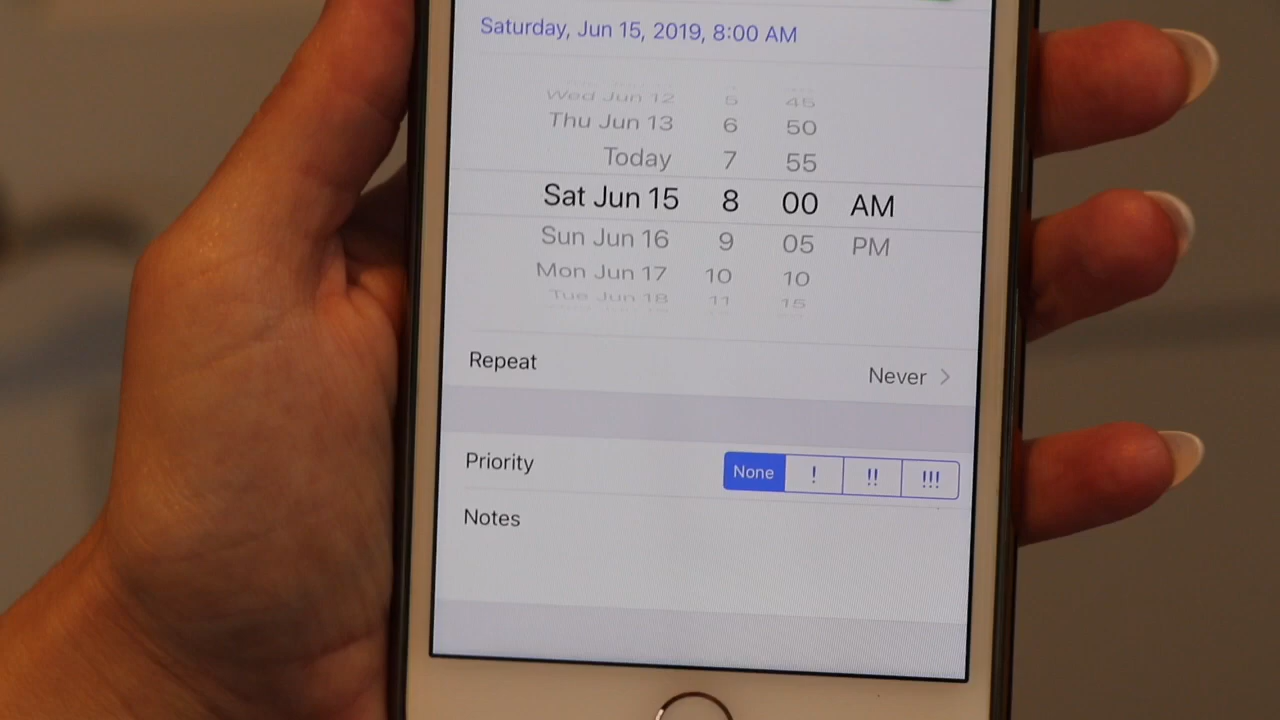 Saturday, Jun 15, 2019, 8:00 AM
Wed Jun 12 5 45
Thu Jun 13 6 50
Today 7 55
Sat Jun 15 8 00 AM
Sun Jun 16 9 05 PM
Mon Jun 17 10 10
Tue Jun 18 11 15
Repeat Never >
Priority None ! !! !!!
Notes